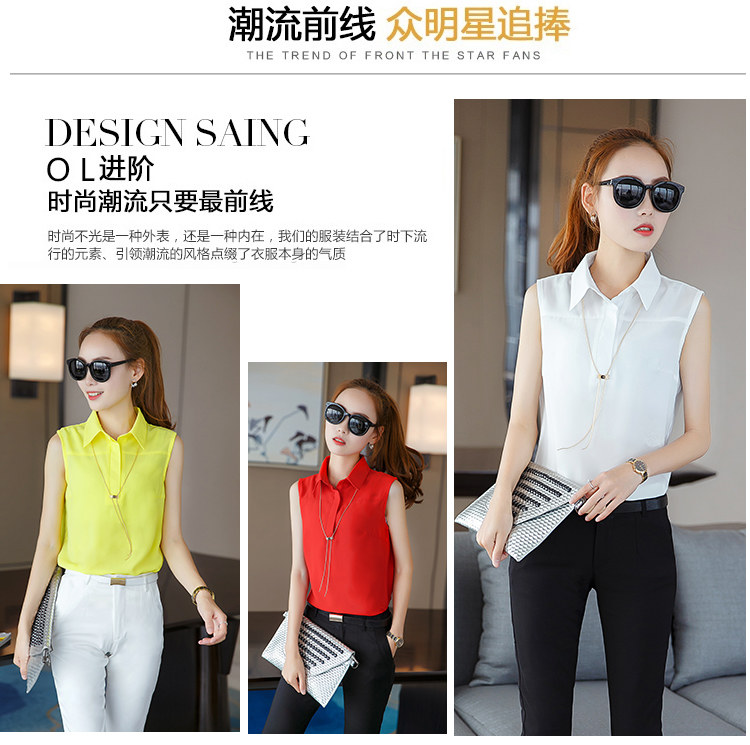 潮流前线 众明星追捧
THE TREND OF FRONT THE STAR FANS
DESIGN SAING
OL进阶
时尚潮流只要最前线
时尚不光是一种外表，还是一种内在，我们的服装结合了时下流
行的元素、引领潮流的风格点缀了衣服本身的气质